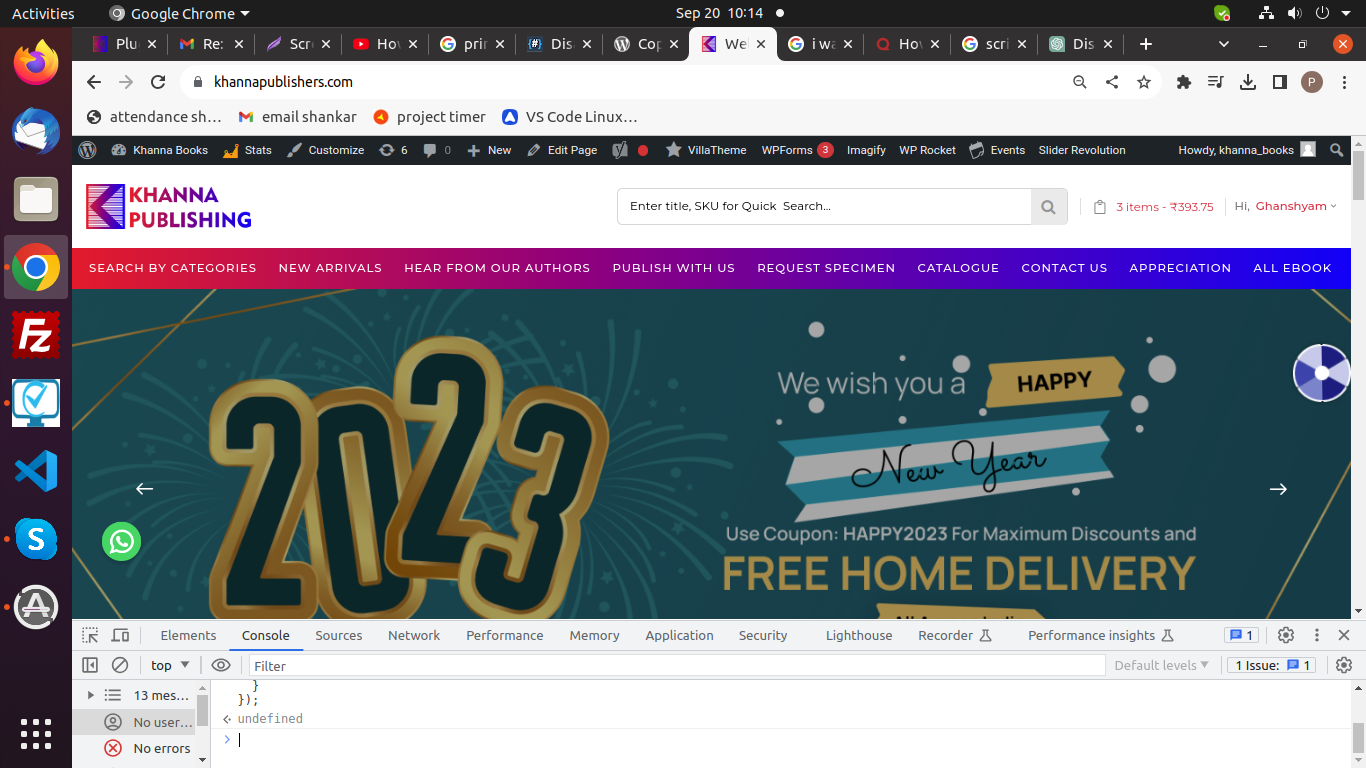 Activities Google Chrome Sep 20 10:14
Plu Re: Scre Hov prin Disa Cop Wel i wa Hov scri Dis
khannapublishers.com P
attendance sh… email shankar project timer VS Code Linux…
Khanna Books Stats Customize 6 0 New Edit Page VillaTheme WPForms 3 Imagify WP Rocket Events Slider Revolution Howdy, khanna_books
KHANNA
PUBLISHING
Enter title, SKU for Quick Search...
3 items - ₹393.75 Hi, Ghanshyam
SEARCH BY CATEGORIES NEW ARRIVALS HEAR FROM OUR AUTHORS PUBLISH WITH US REQUEST SPECIMEN CATALOGUE CONTACT US APPRECIATION ALL EBOOK
2023
We wish you a HAPPY
New Year
Use Coupon: HAPPY2023 For Maximum Discounts and
FREE HOME DELIVERY
Elements Console Sources Network Performance Memory Application Security Lighthouse Recorder Performance insights 1
top Filter Default levels 1 Issue: 1
13 mes…
No user…
No errors
}
});
undefined